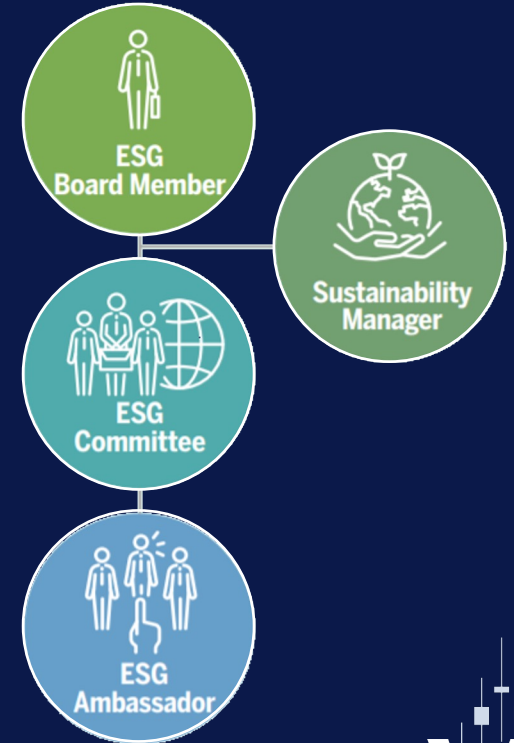 ESG
Board Member
Sustainability
Manager
ESG
Committee
ESG
Ambassador